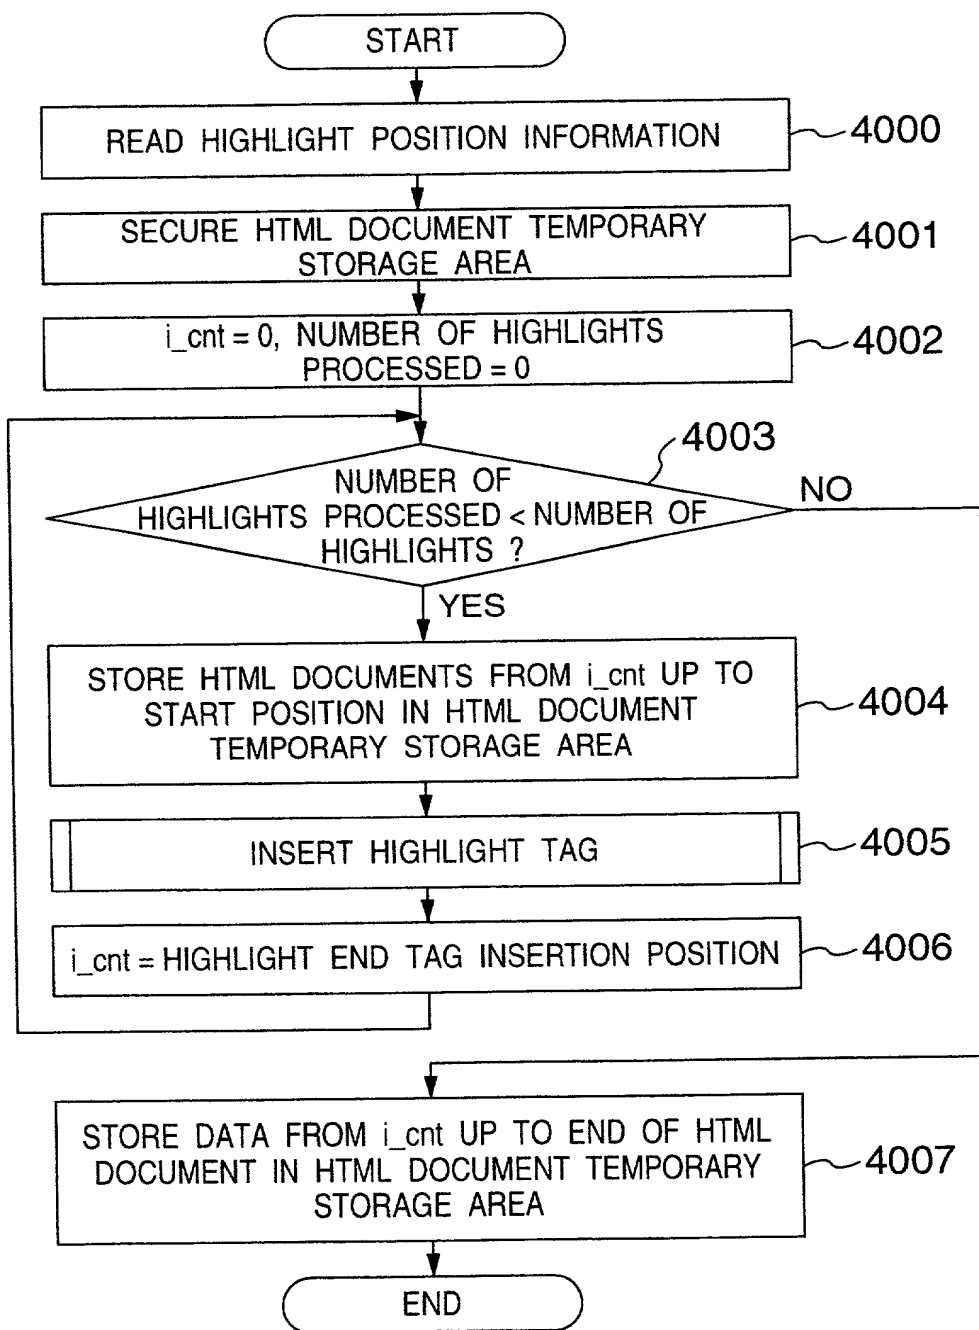 START
READ HIGHLIGHT POSITION INFORMATION
4000
SECURE HTML DOCUMENT TEMPORARY
STORAGE AREA
4001
i_cnt = 0, NUMBER OF HIGHLIGHTS
PROCESSED = 0
4002
4003
NUMBER OF
HIGHLIGHTS PROCESSED < NUMBER OF
HIGHLIGHTS ?
NO
YES
STORE HTML DOCUMENTS FROM i_cnt UP TO
START POSITION IN HTML DOCUMENT
TEMPORARY STORAGE AREA
4004
INSERT HIGHLIGHT TAG
4005
i_cnt = HIGHLIGHT END TAG INSERTION POSITION
4006
STORE DATA FROM i_cnt UP TO END OF HTML
DOCUMENT IN HTML DOCUMENT TEMPORARY
STORAGE AREA
4007
END